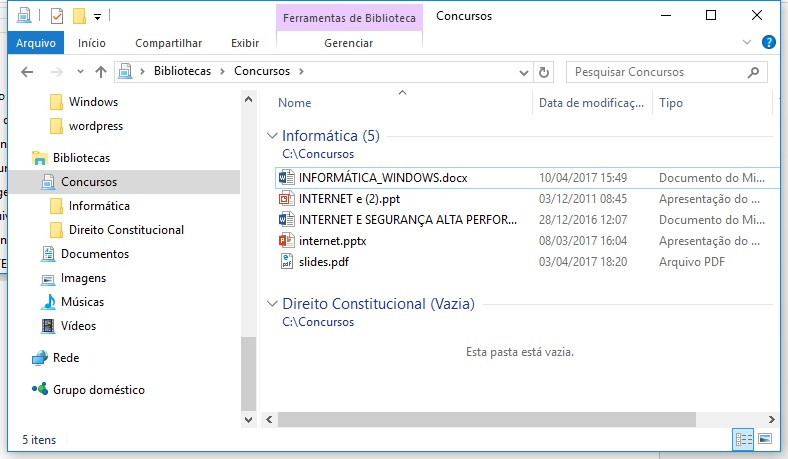 Ferramentas de Biblioteca
Concursos
Arquivo
Início
Compartilhar
Exibir
Gerenciar
Bibliotecas
Concursos
Pesquisar Concursos
Windows
wordpress
Bibliotecas
Concursos
Informática
Direito Constitucional
Documentos
Imagens
Músicas
Vídeos
Rede
Grupo doméstico
Nome
Data de modificaç...
Tipo
Informática (5)
C:\Concursos
INFORMÁTICA_WINDOWS.docx 10/04/2017 15:49 Documento do Mi...
INTERNET e (2).ppt 03/12/2011 08:45 Apresentação do ...
INTERNET E SEGURANÇA ALTA PERFOR... 28/12/2016 12:07 Documento do Mi...
internet.pptx 08/03/2017 16:04 Apresentação do ...
slides.pdf 03/04/2017 18:20 Arquivo PDF
Direito Constitucional (Vazia)
C:\Concursos
Esta pasta está vazia.
5 itens